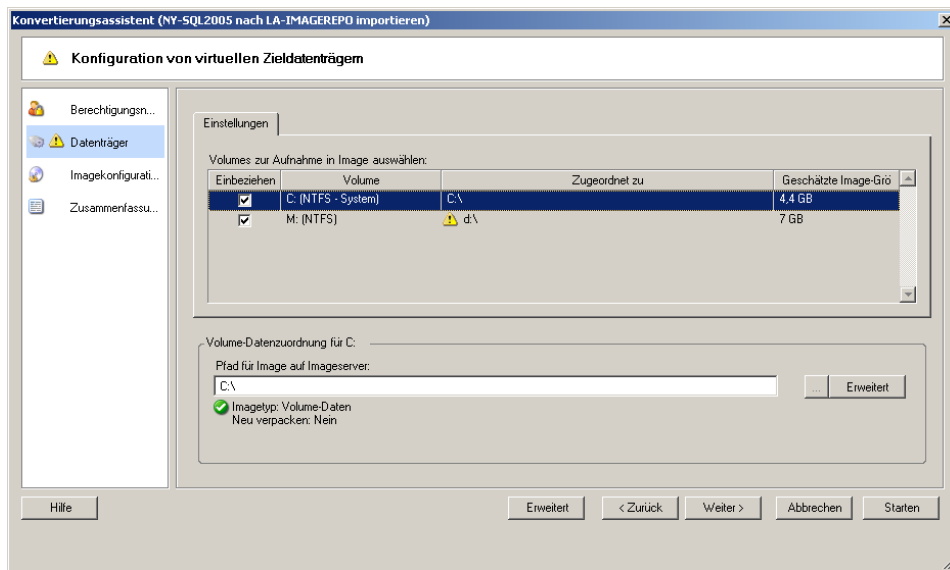 Konvertierungsassistent (NY-SQL2005 nach LA-IMAGEREPO importieren)
Konfiguration von virtuellen Zieldatenträgern
Berechtigungsn...
Datenträger
Imagekonfigurati...
Zusammenfassu...
Einstellungen
Volumes zur Aufnahme in Image auswählen:
Einbeziehen Volume Zugeordnet zu Geschätzte Image-Grö
C: (NTFS - System) C:\ 4,4 GB
M: (NTFS) d:\ 7 GB
Volume-Datenzuordnung für C:
Pfad für Image auf Imageserver:
C:\ ... Erweitert
Imagetyp: Volume-Daten
Neu verpacken: Nein
Hilfe Erweitert < Zurück Weiter > Abbrechen Starten